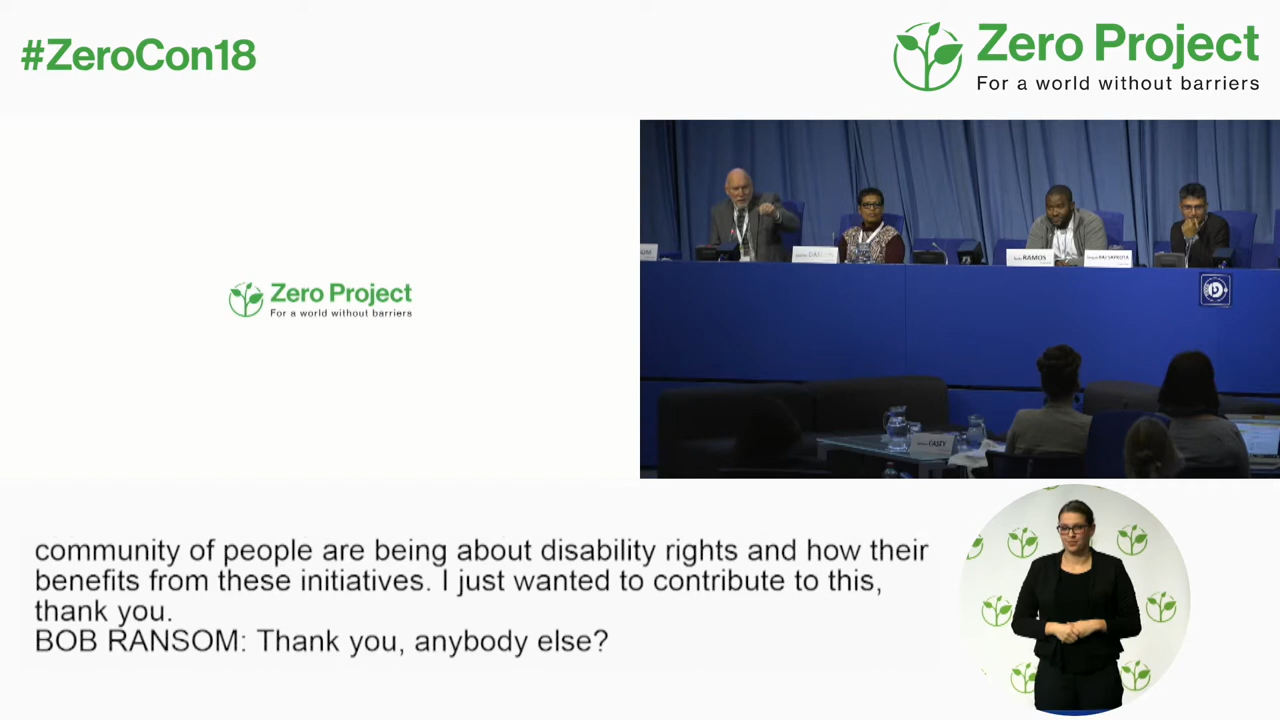 #ZeroCon18
Zero Project
For a world without barriers
Zero Project
For a world without barriers
RAMOS
community of people are being about disability rights and how their
benefits from these initiatives. I just wanted to contribute to this,
thank you.
BOB RANSOM: Thank you, anybody else?